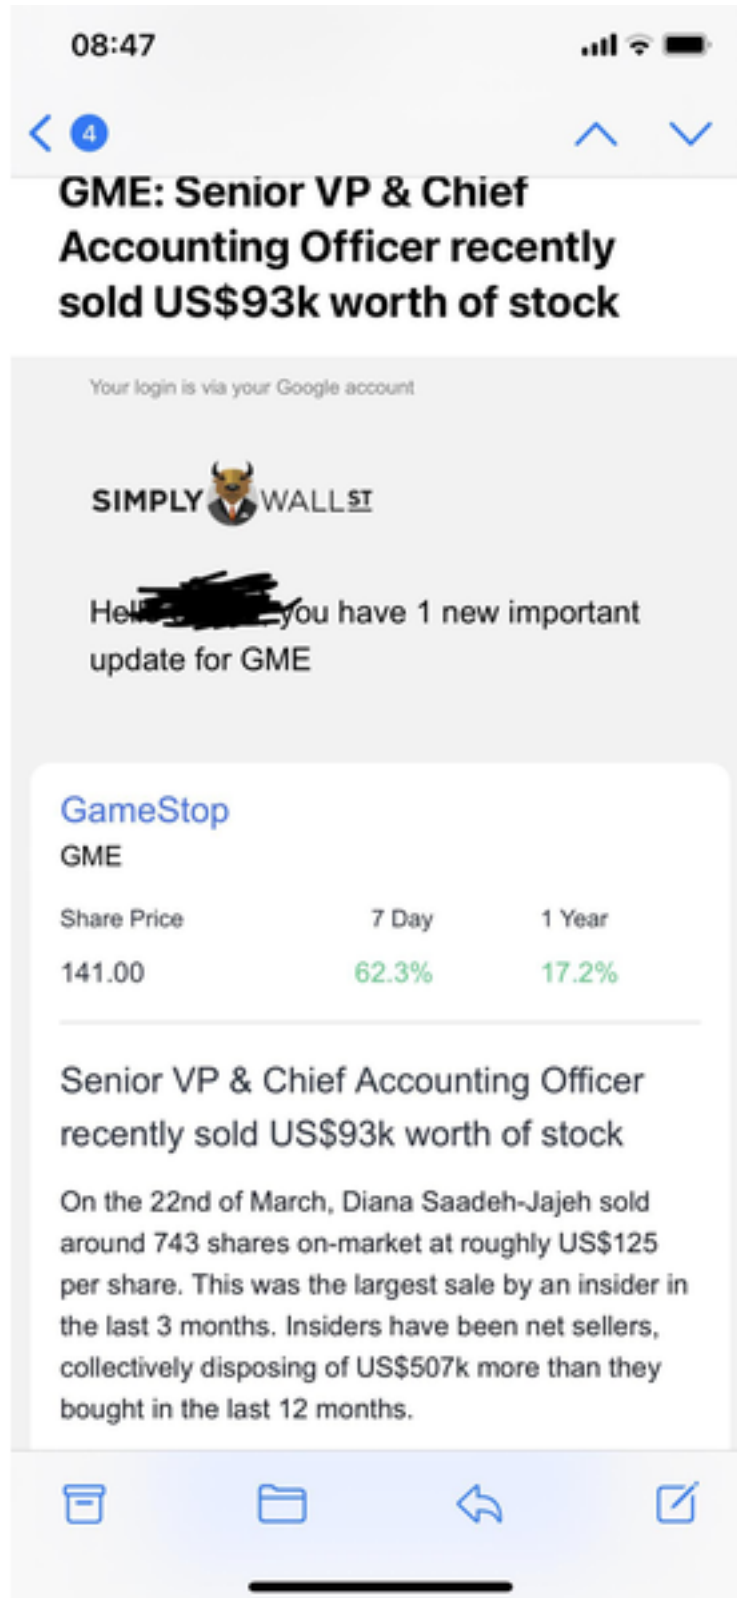 08:47
4
GME: Senior VP & Chief
Accounting Officer recently
sold US$93k worth of stock
Your login is via your Google account
SIMPLY WALLST
you have 1 new important
update for GME
GameStop
GME
Share Price 7 Day 1 Year
141.00 62.3% 17.2%
Senior VP & Chief Accounting Officer
recently sold US$93k worth of stock
On the 22nd of March, Diana Saadeh-Jajeh sold
around 743 shares on-market at roughly US$125
per share. This was the largest sale by an insider in
the last 3 months. Insiders have been net sellers,
collectively disposing of US$507k more than they
bought in the last 12 months.